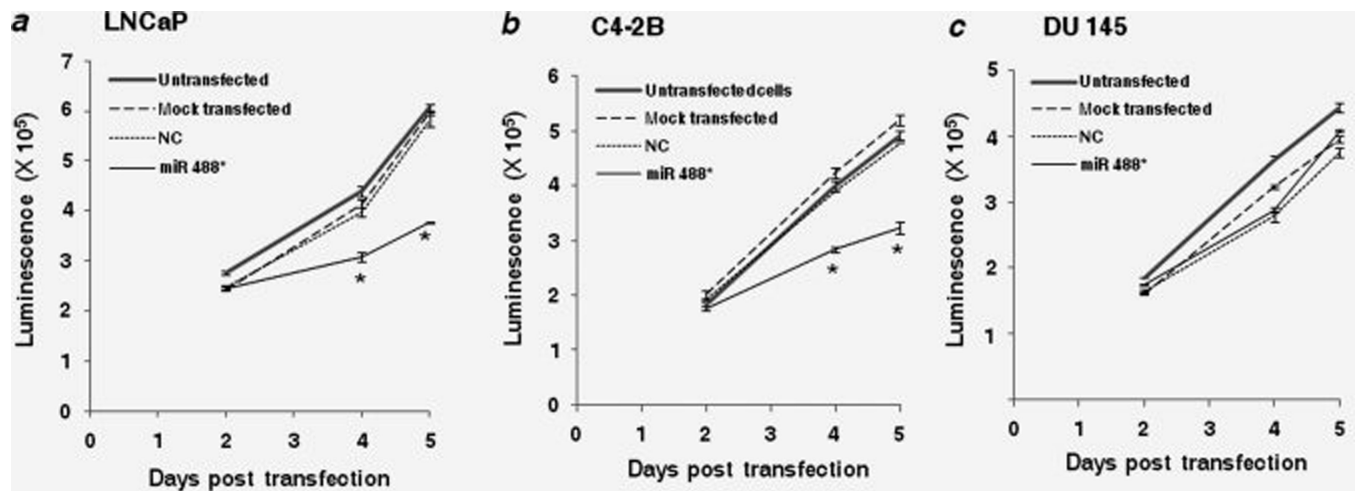 a LNCaP
Luminescence (X 10⁵)
7
6
5
4
3
2
1
0
Untransfected
Mock transfected
NC
miR 488*
*
*
0 1 2 3 4 5
Days post transfection
b C4-2B
Luminescence (X 10⁵)
6
5
4
3
2
1
0
Untransfectedcells
Mock transfected
NC
miR 488*
*
*
0 1 2 3 4 5
Days post transfection
c DU 145
Luminescence (X 10⁵)
5
4
3
2
1
Untransfected
Mock transfected
NC
miR 488*
0 1 2 3 4 5
Days post transfection